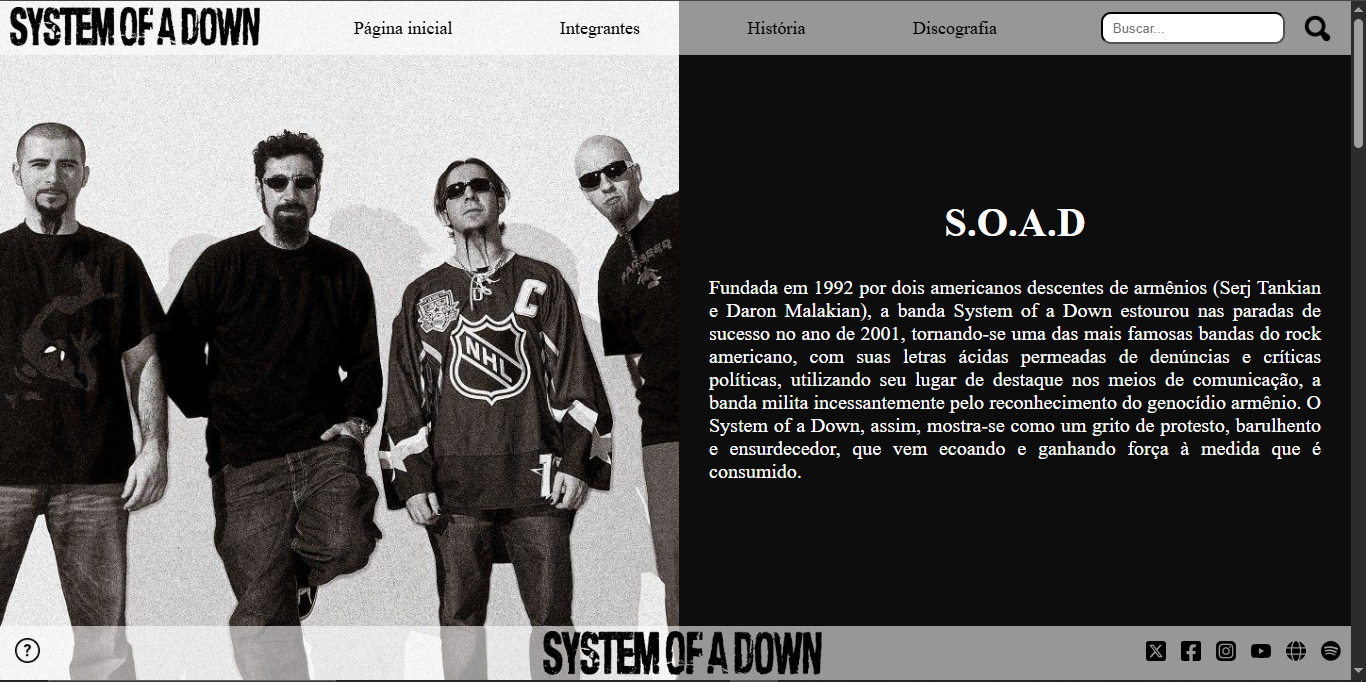 SYSTEM OF A DOWN
Página inicial
Integrantes
História
Discografia
Buscar...
S.O.A.D
Fundada em 1992 por dois americanos descentes de armênios (Serj Tankian
e Daron Malakian), a banda System of a Down estourou nas paradas de
sucesso no ano de 2001, tornando-se uma das mais famosas bandas do rock
americano, com suas letras ácidas permeadas de denúncias e críticas
políticas, utilizando seu lugar de destaque nos meios de comunicação, a
banda milita incessantemente pelo reconhecimento do genocídio armênio. O
System of a Down, assim, mostra-se como um grito de protesto, barulhento
e ensurdecedor, que vem ecoando e ganhando força à medida que é
consumido.
C
NHL
1
?
SYSTEM OF A DOWN